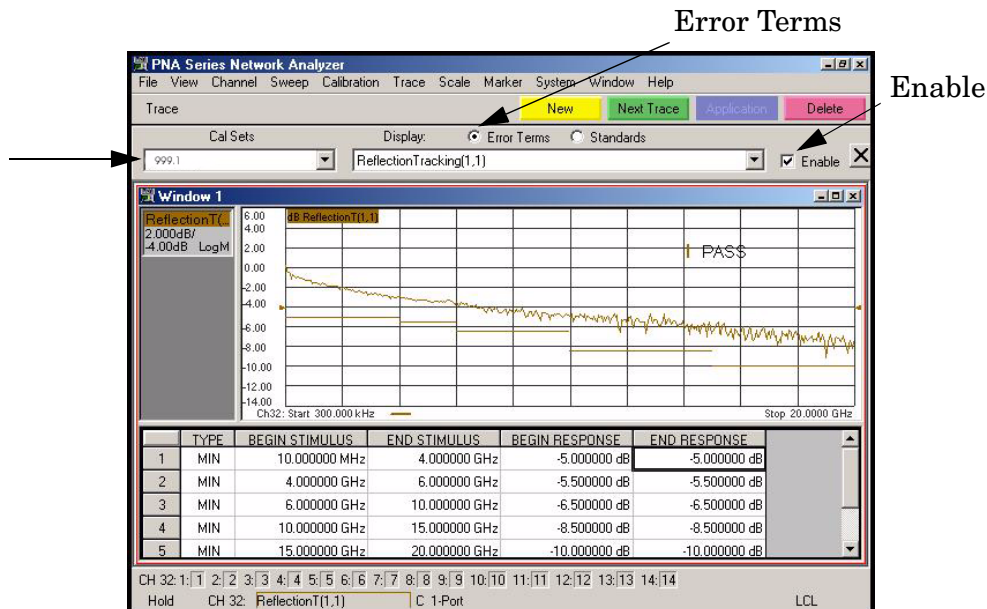 Error Terms
Enable
PNA Series Network Analyzer
File View Channel Sweep Calibration Trace Scale Marker System Window Help
Trace New Next Trace Application Delete
Cal Sets Display: Error Terms Standards
999.1 ReflectionTracking(1,1) Enable
Window 1
ReflectionT(...
2.000dB/
-4.00dB LogM
dB ReflectionT(1,1)
6.00
4.00
2.00
0.00
-2.00
-4.00
-6.00
-8.00
-10.00
-12.00
-14.00
PASS
Ch32: Start 300.000 kHz Stop 20.0000 GHz
TYPE BEGIN STIMULUS END STIMULUS BEGIN RESPONSE END RESPONSE
1 MIN 10.000000 MHz 4.000000 GHz -5.000000 dB -5.000000 dB
2 MIN 4.000000 GHz 6.000000 GHz -5.500000 dB -5.500000 dB
3 MIN 6.000000 GHz 10.000000 GHz -6.500000 dB -6.500000 dB
4 MIN 10.000000 GHz 15.000000 GHz -8.500000 dB -8.500000 dB
5 MIN 15.000000 GHz 20.000000 GHz -10.000000 dB -10.000000 dB
CH 32: 1: 1 2: 2 3: 3 4: 4 5: 5 6: 6 7: 7 8: 8 9: 9 10: 10 11: 11 12: 12 13: 13 14: 14
Hold CH 32: ReflectionT(1,1) C 1-Port LCL